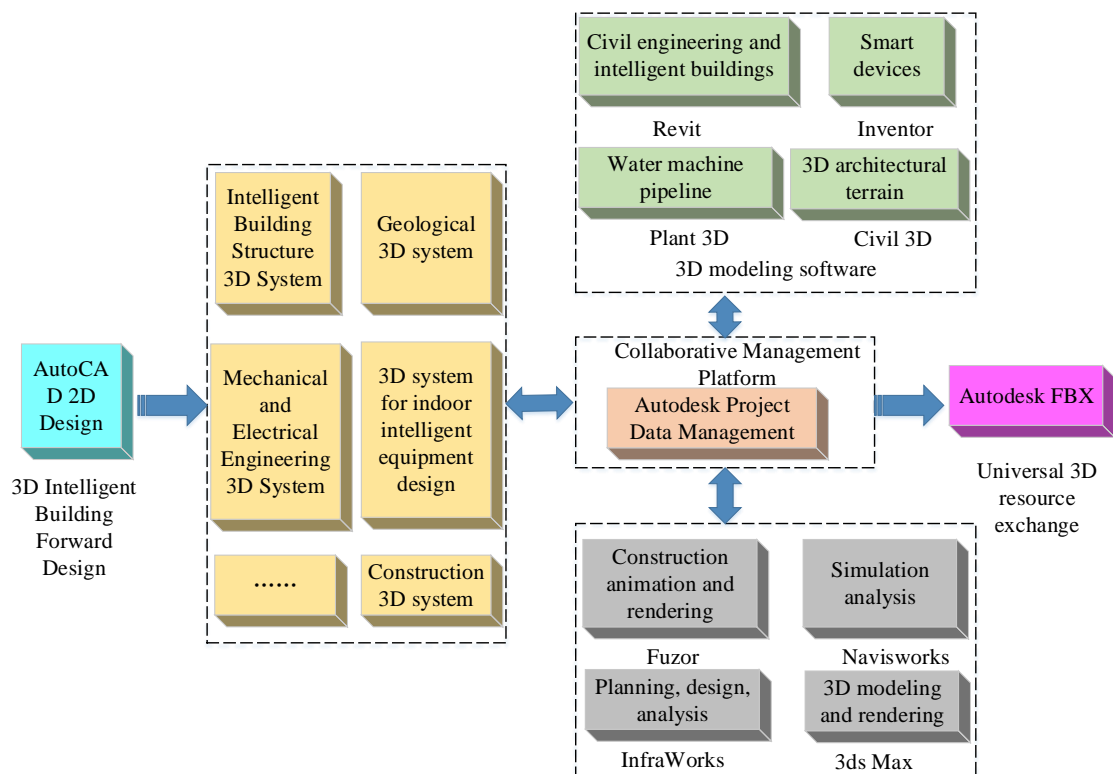 AutoCA
D 2D
Design
3D Intelligent
Building
Forward
Design
Intelligent
Building
Structure
3D System
Geological
3D system
Mechanical
and
Electrical
Engineering
3D System
3D system
for indoor
intelligent
equipment
design
......
Construction
3D system
Civil engineering and
intelligent buildings
Revit
Smart
devices
Inventor
Water machine
pipeline
Plant 3D
3D architectural
terrain
Civil 3D
3D modeling software
Collaborative Management
Platform
Autodesk Project
Data Management
Construction
animation and
rendering
Fuzor
Simulation
analysis
Navisworks
Planning, design,
analysis
InfraWorks
3D modeling
and rendering
3ds Max
Autodesk FBX
Universal 3D
resource
exchange